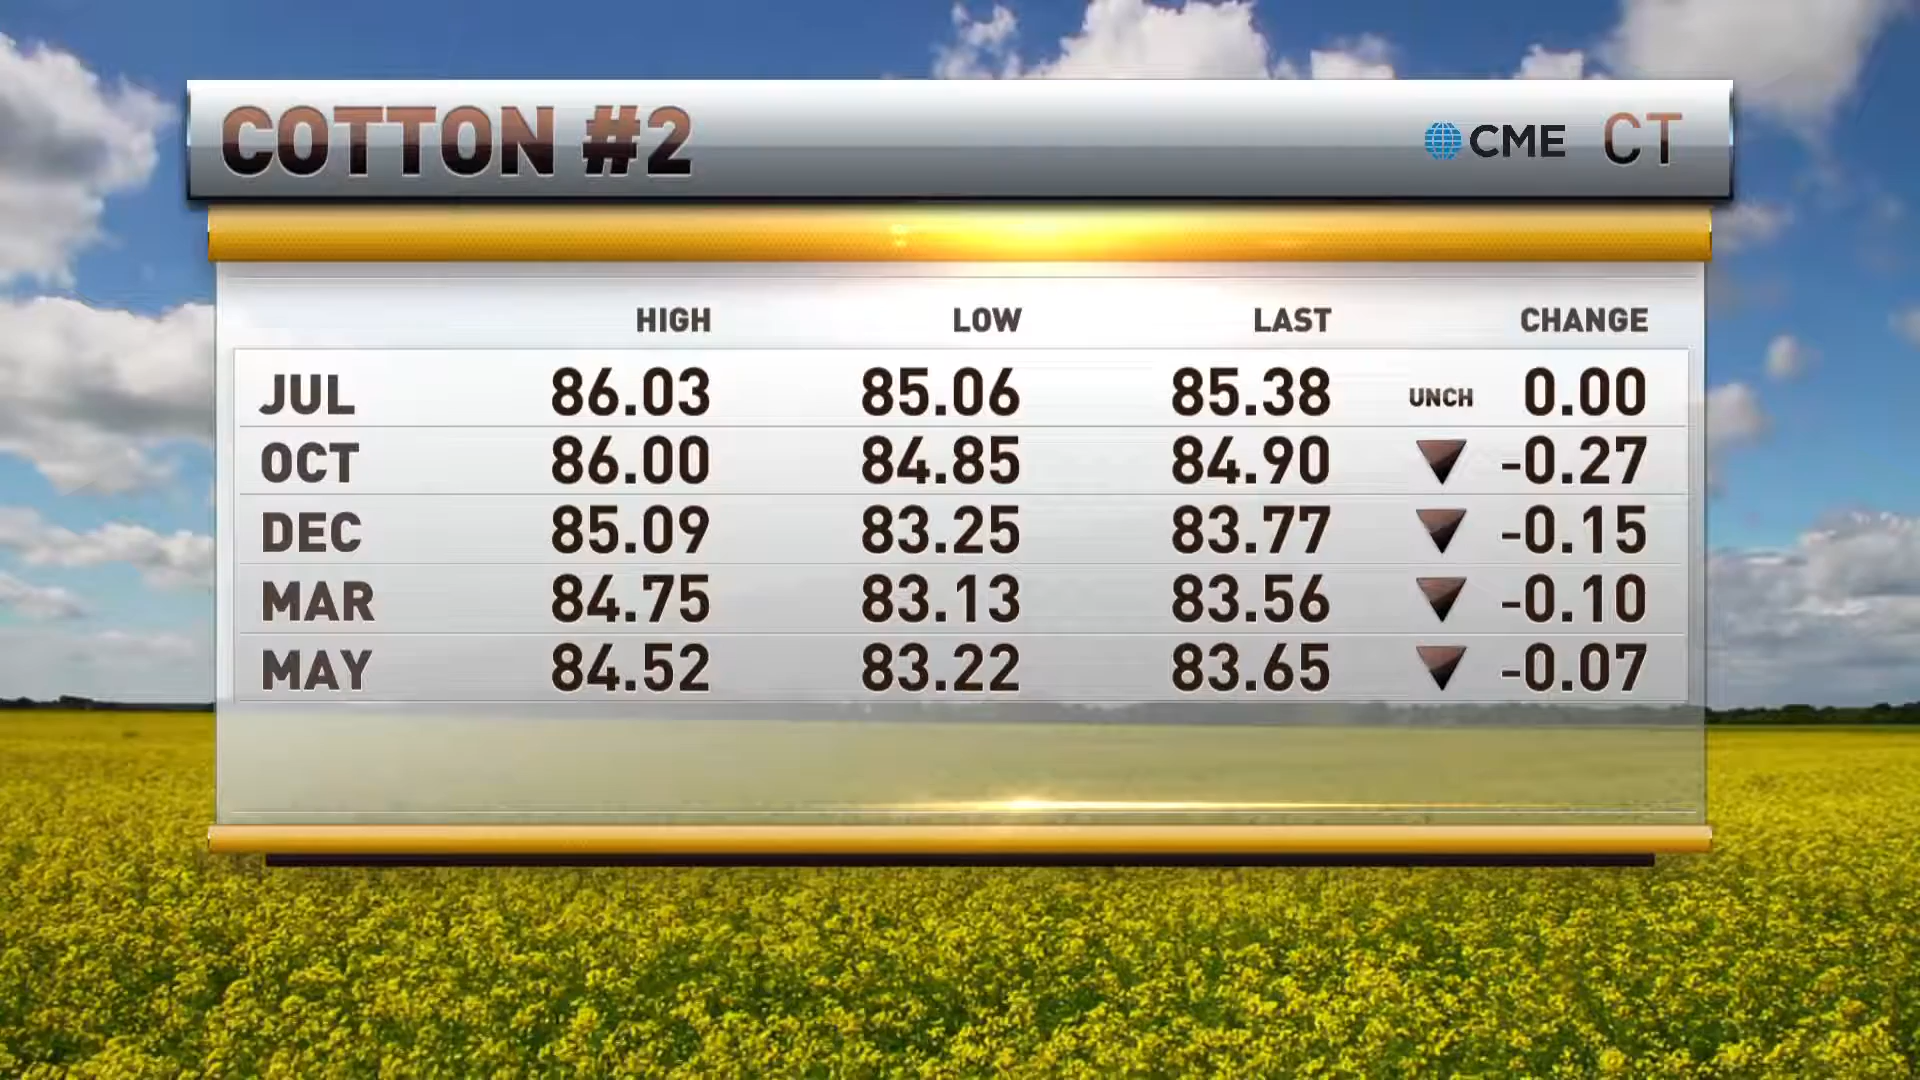 COTTON #2 CME CT
HIGH LOW LAST CHANGE
JUL 86.03 85.06 85.38 UNCH 0.00
OCT 86.00 84.85 84.90 -0.27
DEC 85.09 83.25 83.77 -0.15
MAR 84.75 83.13 83.56 -0.10
MAY 84.52 83.22 83.65 -0.07